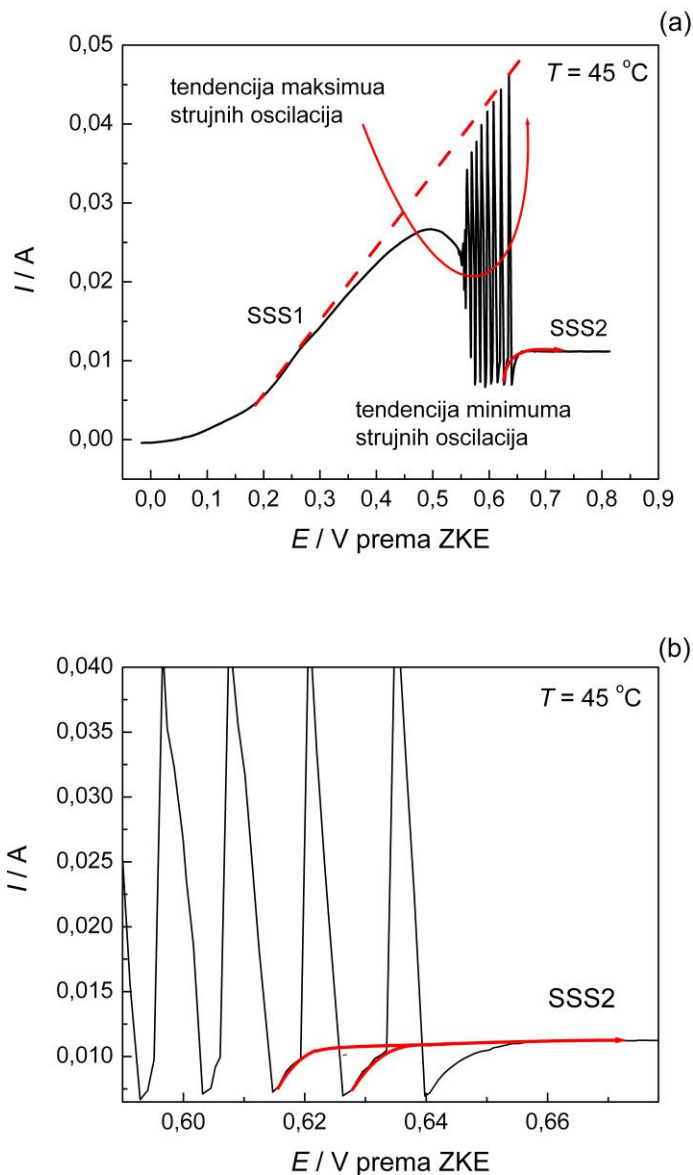 (a)
0,05
tendencija maksimua
strujnih oscilacija
T = 45 °C
0,04
0,03
I / A
0,02
SSS1
SSS2
0,01
tendencija minimuma
strujnih oscilacija
0,00
0,0 0,1 0,2 0,3 0,4 0,5 0,6 0,7 0,8 0,9
E / V prema ZKE
(b)
0,040
T = 45 °C
0,035
0,030
I / A
0,025
0,020
0,015
SSS2
0,010
0,60 0,62 0,64 0,66
E / V prema ZKE